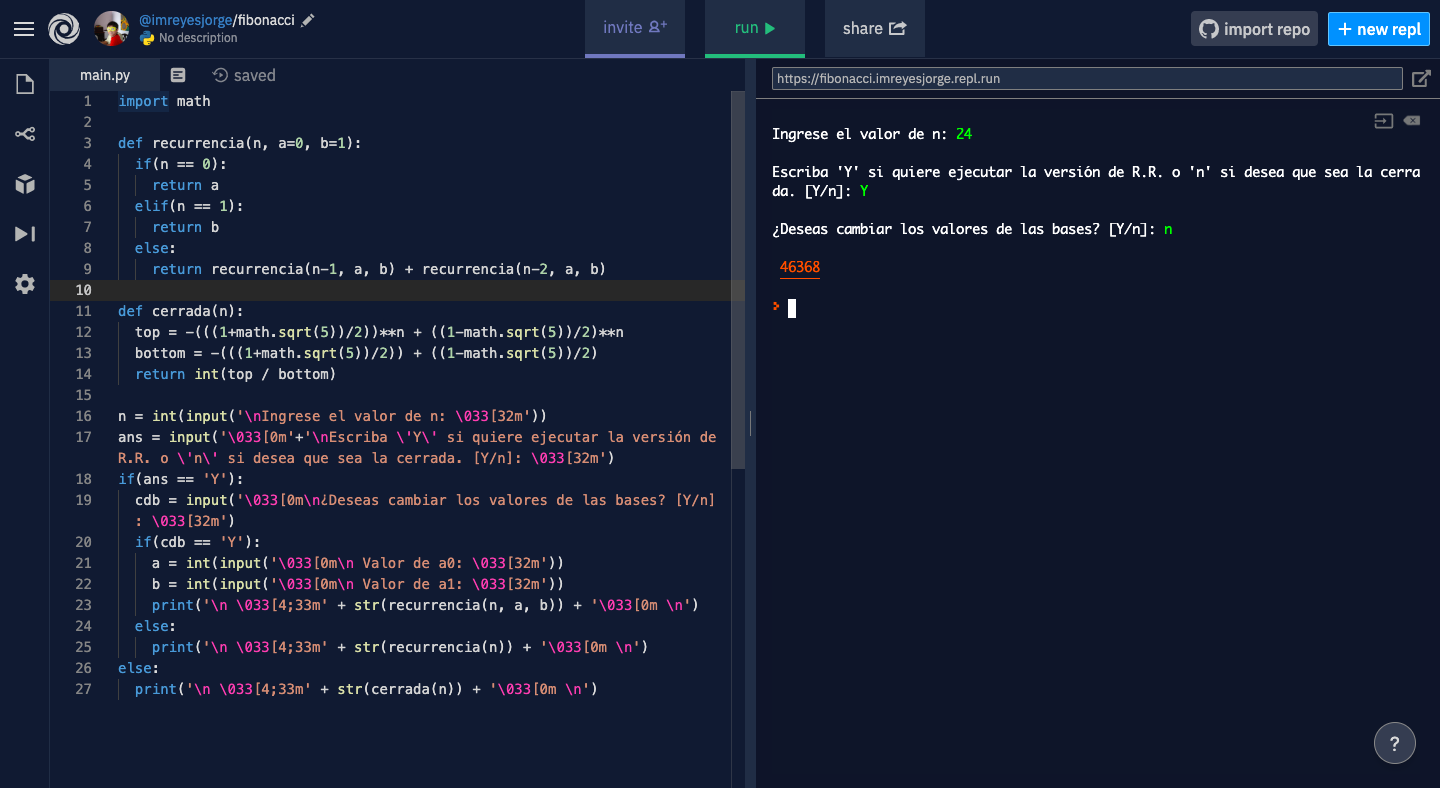 @imreyesjorge/fibonacci
No description
invite
run
share
import repo
+ new repl
main.py
saved
https://fibonacci.imreyesjorge.repl.run
1 import math
2
3 def recurrencia(n, a=0, b=1):
4 if(n == 0):
5 return a
6 elif(n == 1):
7 return b
8 else:
9 return recurrencia(n-1, a, b) + recurrencia(n-2, a, b)
10
11 def cerrada(n):
12 top = -(((1+math.sqrt(5))/2))**n + ((1-math.sqrt(5))/2)**n
13 bottom = -(((1+math.sqrt(5))/2)) + ((1-math.sqrt(5))/2)
14 return int(top / bottom)
15
16 n = int(input('\nIngrese el valor de n: \033[32m'))
17 ans = input('\033[0m'+'\nEscriba \'Y\' si quiere ejecutar la versión de
R.R. o \'n\' si desea que sea la cerrada. [Y/n]: \033[32m')
18 if(ans == 'Y'):
19 cdb = input('\033[0m\n¿Deseas cambiar los valores de las bases? [Y/n]
: \033[32m')
20 if(cdb == 'Y'):
21 a = int(input('\033[0m\n Valor de a0: \033[32m'))
22 b = int(input('\033[0m\n Valor de a1: \033[32m'))
23 print('\n \033[4;33m' + str(recurrencia(n, a, b)) + '\033[0m \n')
24 else:
25 print('\n \033[4;33m' + str(recurrencia(n)) + '\033[0m \n')
26 else:
27 print('\n \033[4;33m' + str(cerrada(n)) + '\033[0m \n')
Ingrese el valor de n: 24
Escriba 'Y' si quiere ejecutar la versión de R.R. o 'n' si desea que sea la cerra
da. [Y/n]: Y
¿Deseas cambiar los valores de las bases? [Y/n]: n
46368
>
?